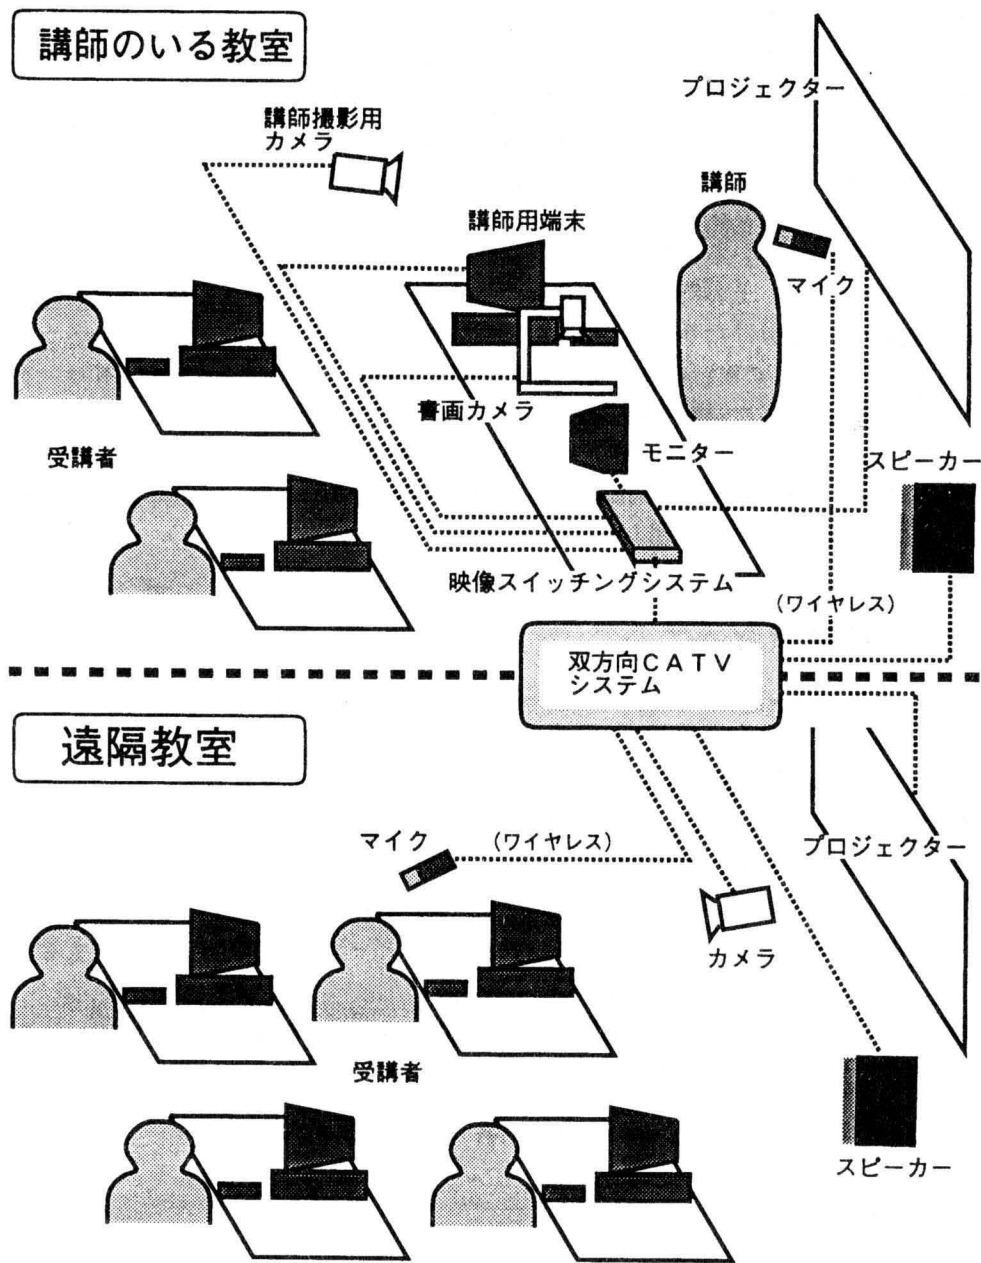 講師のいる教室
プロジェクター
講師撮影用
カメラ
講師
講師用端末
マイク
書画カメラ
モニター
受講者
スピーカー
映像スイッチングシステム
(ワイヤレス)
双方向CATV
システム
遠隔教室
マイク
(ワイヤレス)
プロジェクター
カメラ
受講者
スピーカー